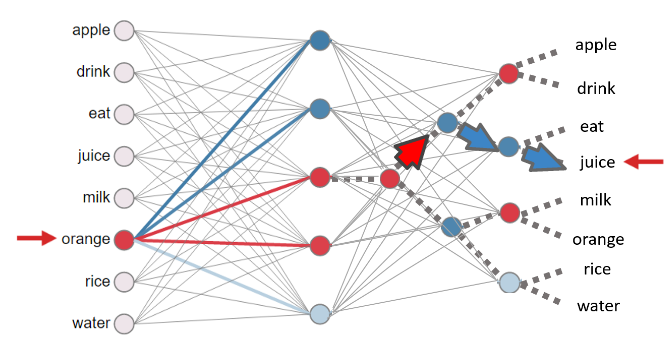 apple
drink
eat
juice
milk
orange
rice
water
apple
drink
eat
juice
milk
orange
rice
water